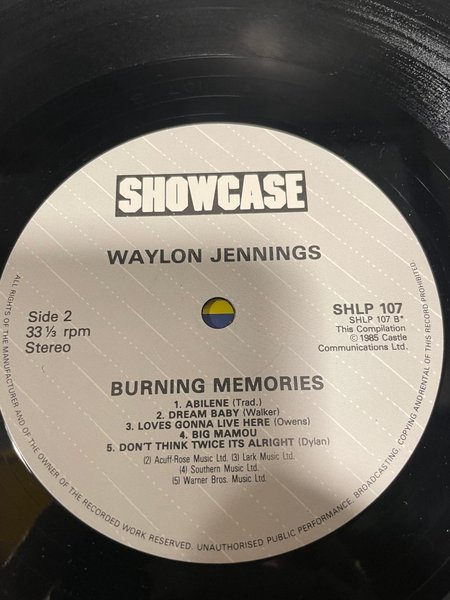 SHOWCASE
WAYLON JENNINGS
Side 2
33 ⅓ rpm
Stereo
SHLP 107
SHLP 107 B*
This Compilation
© 1985 Castle
Communications Ltd.
BURNING MEMORIES
1. ABILENE (Trad.)
2. DREAM BABY (Walker)
3. LOVES GONNA LIVE HERE (Owens)
4. BIG MAMOU
5. DON'T THINK TWICE ITS ALRIGHT (Dylan)
(2) Acuff-Rose Music Ltd. (3) Lark Music Ltd.
(4) Southern Music Ltd.
(5) Warner Bros. Music Ltd.
ALL RIGHTS OF THE MANUFACTURER AND OF THE OWNER OF THE RECORDED WORK RESERVED. UNAUTHORISED PUBLIC PERFORMANCE, BROADCASTING, COPYING AND RENTAL OF THIS RECORD PROHIBITED.